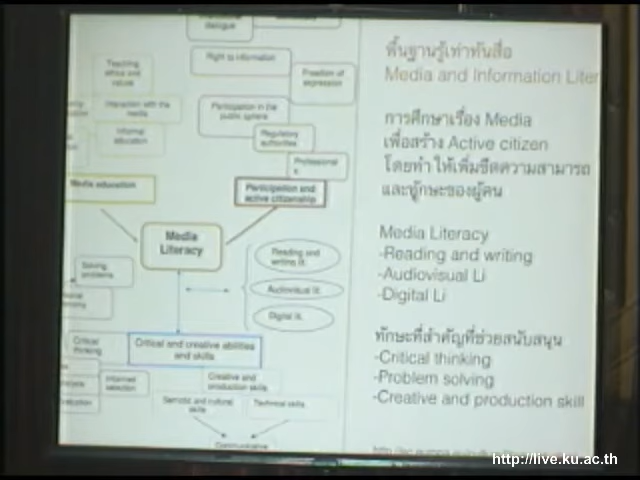 dialogue
Right to information
Freedom of
expression
Teaching
ethics and
values
Interaction with the
media
Participation in the
public sphere
Informal
education
Regulatory
authorities
Professional
Media education
Participation and
active citizenship
Media
Literacy
Reading and
writing lit.
Audiovisual lit.
Digital lit.
Solving
problems
Critical
thinking
Critical and creative abilities
and skills
Informed
selection
Creative and
production skills
Semiotic and cultural
skills
Technical skills
Communicative
พื้นฐานรู้เท่าทันสื่อ
Media and Information Liter
การศึกษาเรื่อง Media
เพื่อสร้าง Active citizen
โดยทำ ให้เพิ่มขีดความสามารถ
และทักษะของผู้คน
Media Literacy
-Reading and writing
-Audiovisual Li
-Digital Li
ทักษะที่สำคัญที่ช่วยสนับสนุน
-Critical thinking
-Problem solving
-Creative and production skill
http://live.ku.ac.th